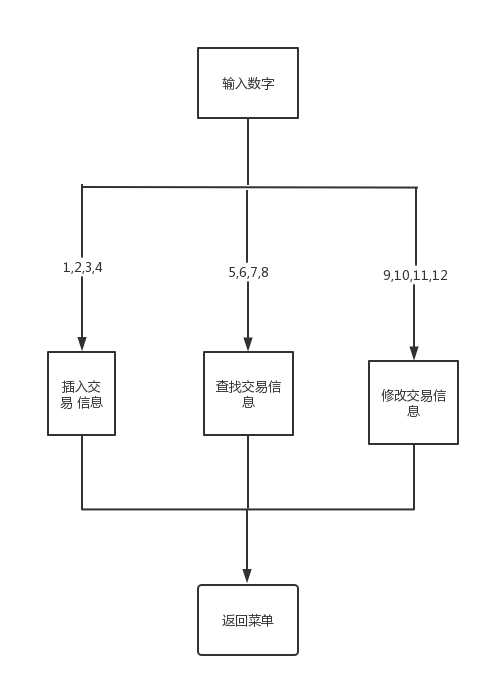 输入数字
1,2,3,4
5,6,7,8
9,10,11,12
插入交
易 信息
查找交易信
息
修改交易信
息
返回菜单